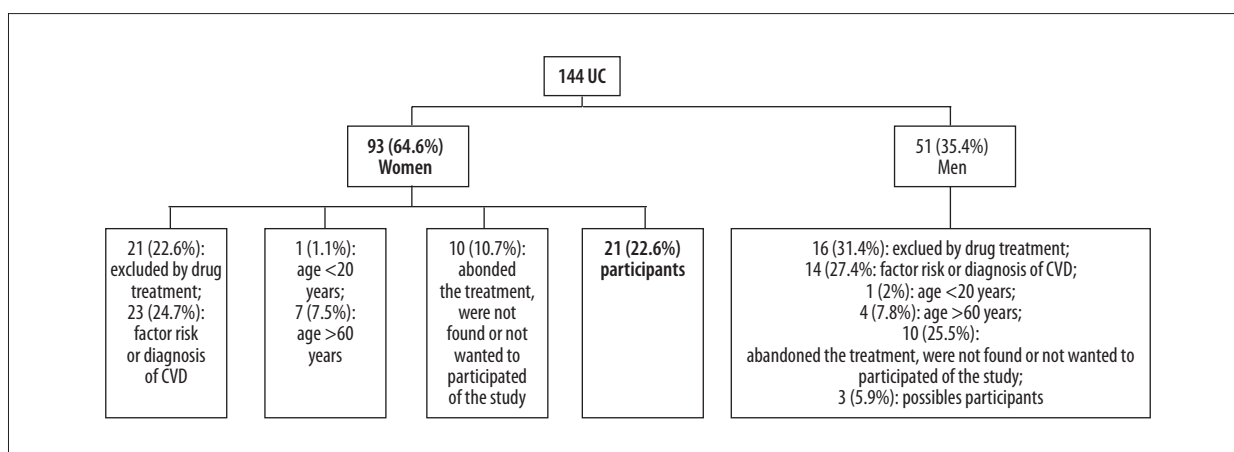 144 UC
93 (64.6%)
Women
51 (35.4%)
Men
21 (22.6%):
excluded by drug
treatment;
23 (24.7%):
factor risk
or diagnosis
of CVD
1 (1.1%):
age <20
years;
7 (7.5%):
age >60
years
10 (10.7%):
abonded
the treatment,
were not
found or not
wanted to
participated
of the study
21 (22.6%)
participants
16 (31.4%): exclued by drug treatment;
14 (27.4%: factor risk or diagnosis of CVD;
1 (2%): age <20 years;
4 (7.8%): age >60 years;
10 (25.5%):
abandoned the treatment, were not found or not wanted to
participated of the study;
3 (5.9%): possibles participants